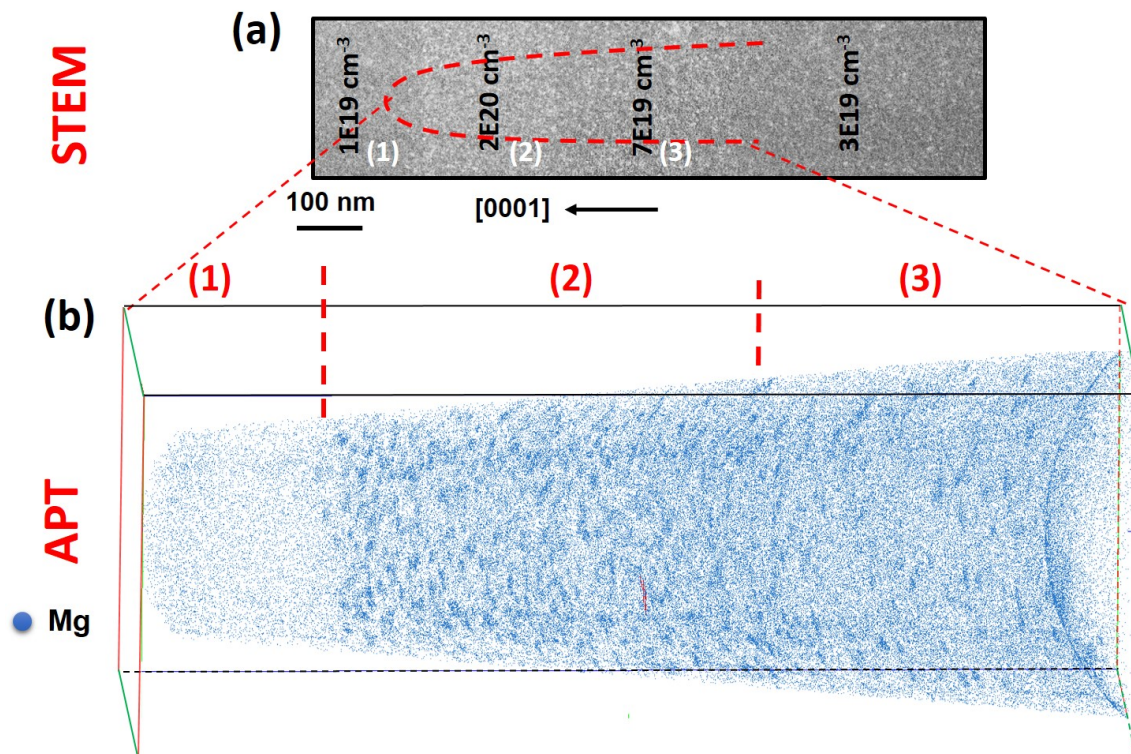 STEM
(a)
1E19 cm⁻³
2E20 cm⁻³
7E19 cm⁻³
3E19 cm⁻³
(1)
(2)
(3)
100 nm
[0001]
(1)
(2)
(3)
(b)
APT
Mg